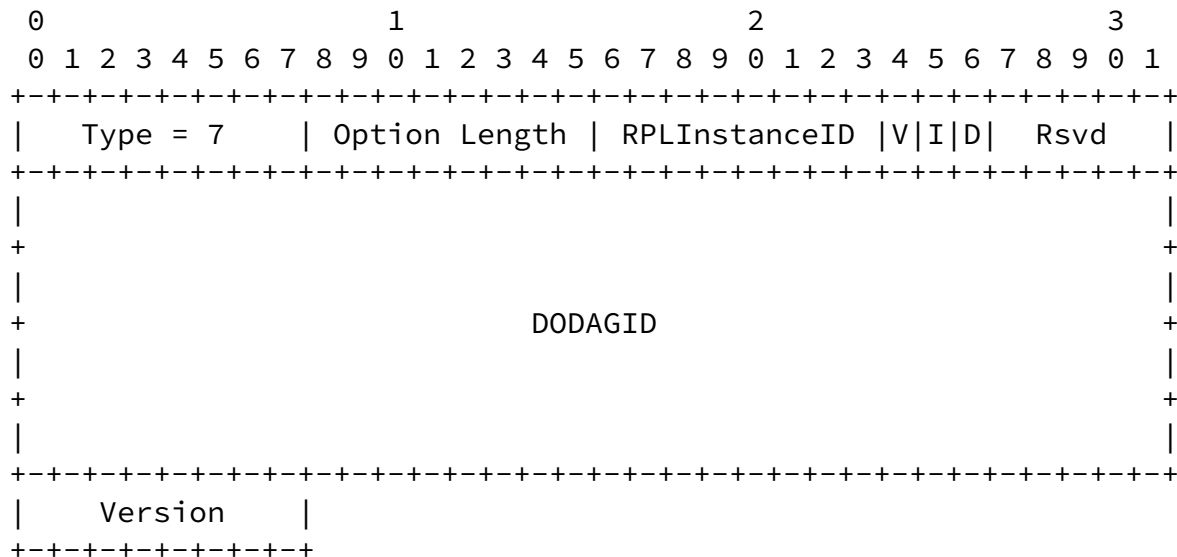 0                   1                   2                   3
 0 1 2 3 4 5 6 7 8 9 0 1 2 3 4 5 6 7 8 9 0 1 2 3 4 5 6 7 8 9 0 1
+-+-+-+-+-+-+-+-+-+-+-+-+-+-+-+-+-+-+-+-+-+-+-+-+-+-+-+-+-+-+-+-+
|   Type = 7    | Option Length | RPLInstanceID |V|I|D|  Rsvd   |
+-+-+-+-+-+-+-+-+-+-+-+-+-+-+-+-+-+-+-+-+-+-+-+-+-+-+-+-+-+-+-+-+
|                                                               |
+                                                               +
|                                                               |
+                            DODAGID                            +
|                                                               |
+                                                               +
|                                                               |
+-+-+-+-+-+-+-+-+-+-+-+-+-+-+-+-+-+-+-+-+-+-+-+-+-+-+-+-+-+-+-+-+
|    Version    |
+-+-+-+-+-+-+-+-+